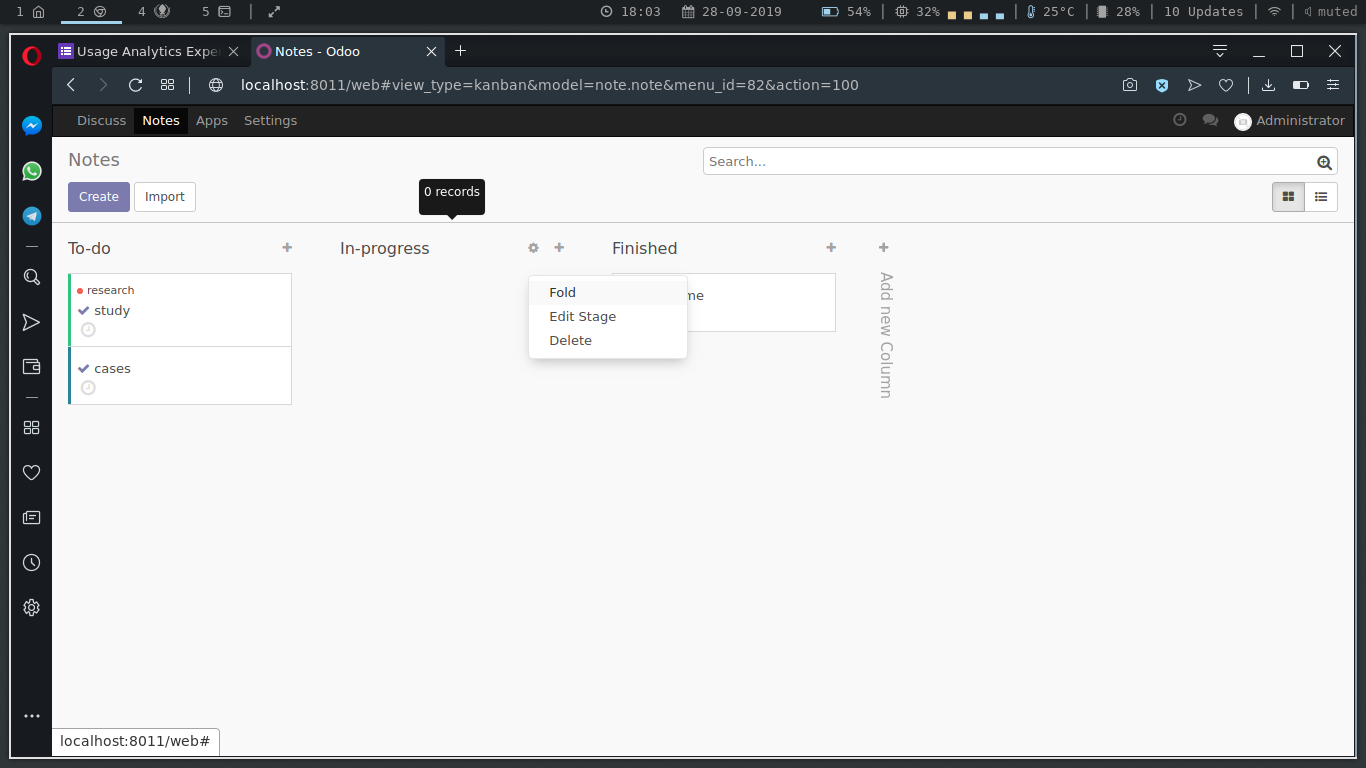 1 2 4 5 18:03 28-09-2019 54% 32% 25°C 28% 10 Updates muted
Usage Analytics Expe Notes - Odoo
localhost:8011/web#view_type=kanban&model=note.note&menu_id=82&action=100
Discuss Notes Apps Settings Administrator
Notes Search...
Create Import
0 records
To-do In-progress Finished
research
study
cases
Fold
Edit Stage
Delete
me
Add new Column
localhost:8011/web#